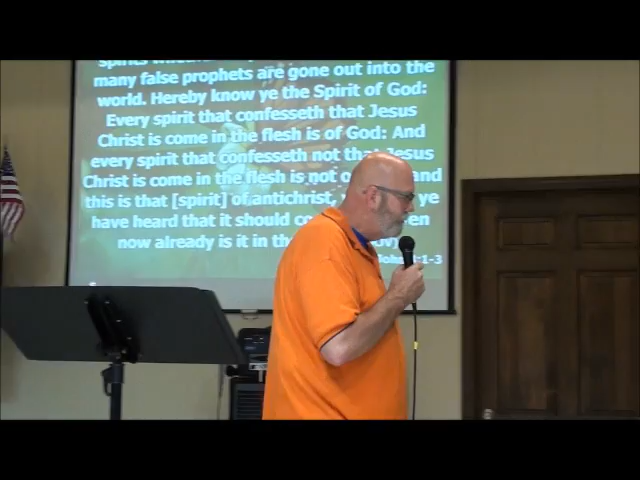 spirits
many false prophets are gone out into the
world. Hereby know ye the Spirit of God:
Every spirit that confesseth that Jesus
Christ is come in the flesh is of God: And
every spirit that confesseth not that Jesus
Christ is come in the flesh is not and
this is that [spirit] of antichrist, ye
have heard that it should
now already is it in the
:1-3